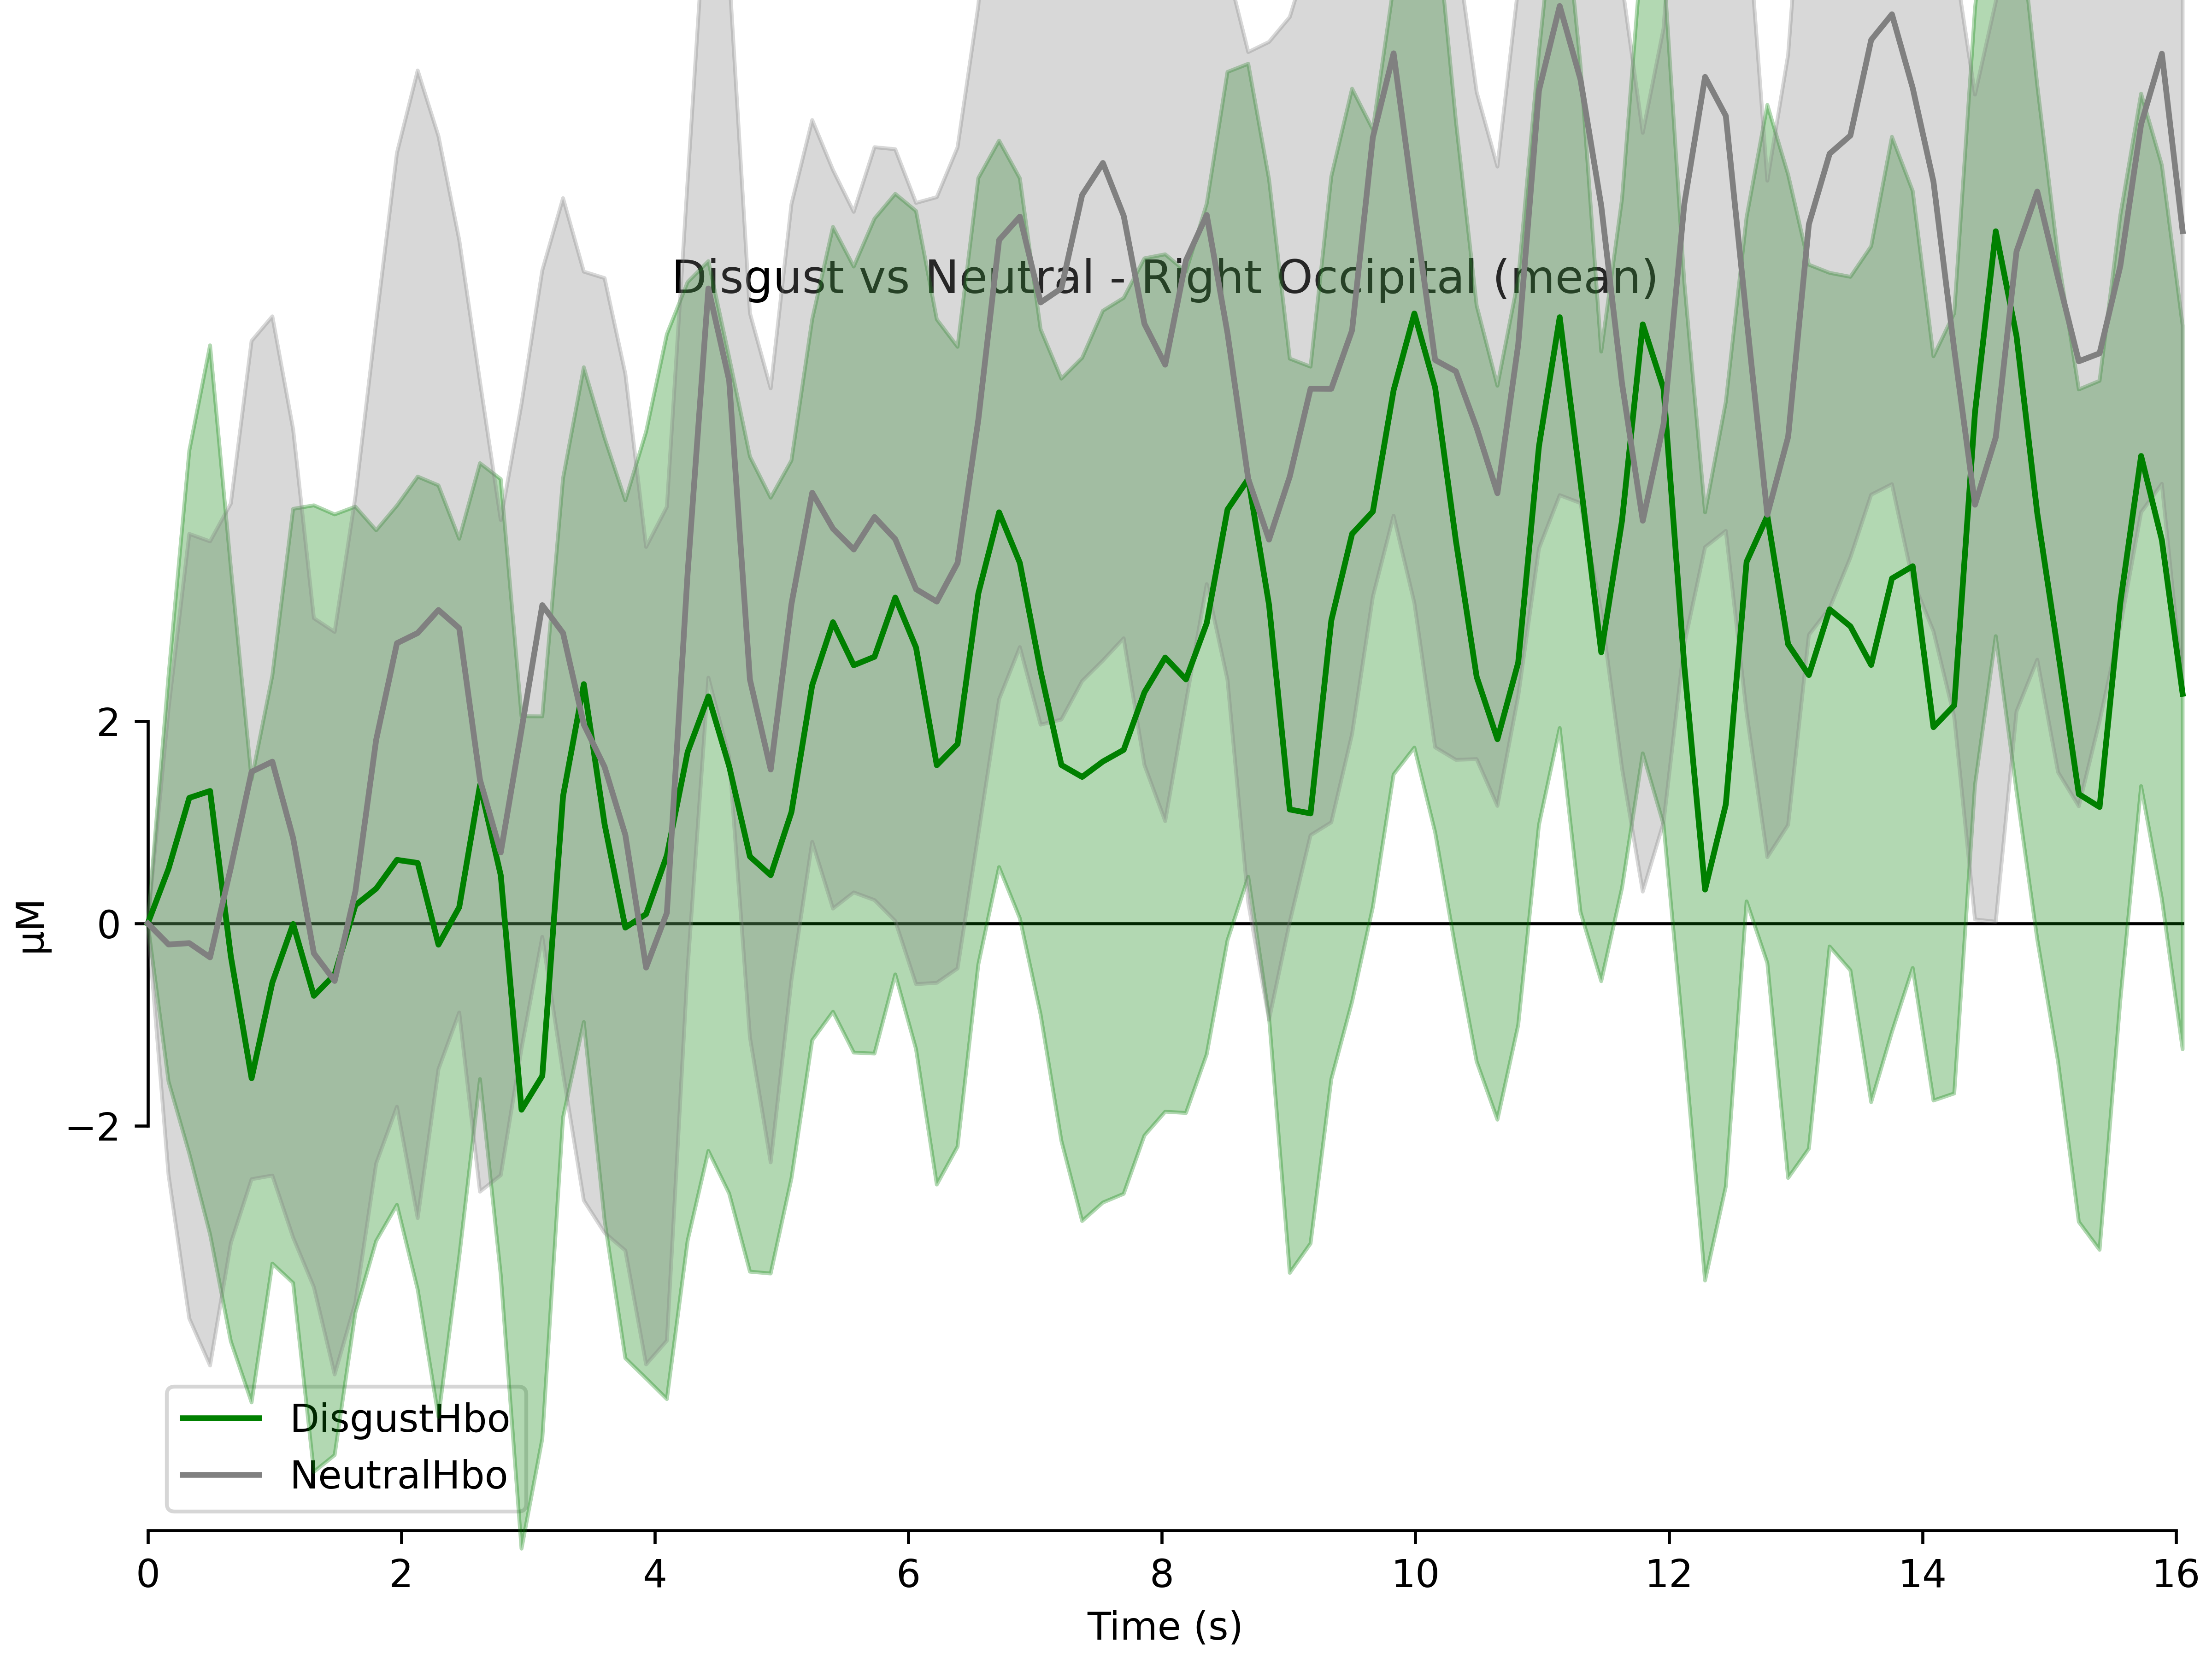 Disgust vs Neutral - Right Occipital (mean)
2
0
−2
µM
DisgustHbo
NeutralHbo
0 2 4 6 8 10 12 14 16
Time (s)